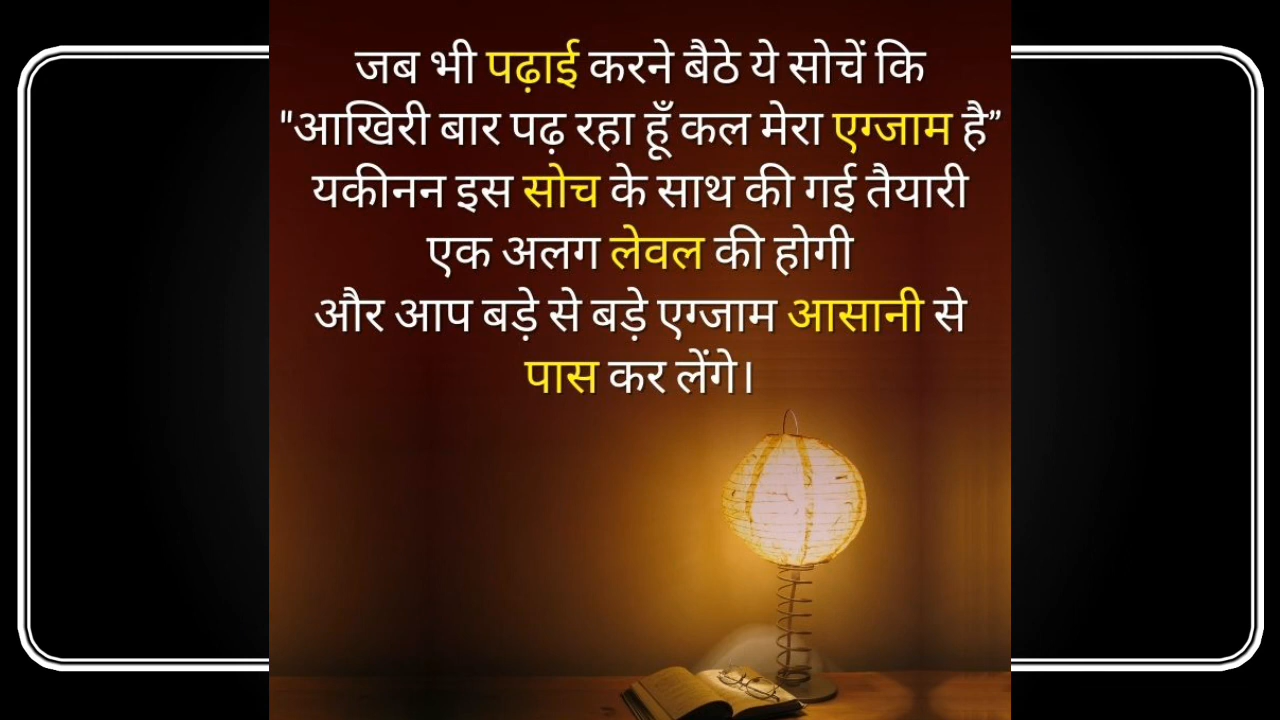 जब भी पढ़ाई करने बैठे ये सोचें कि
"आखिरी बार पढ़ रहा हूँ कल मेरा एग्जाम है”
यकीनन इस सोच के साथ की गई तैयारी
एक अलग लेवल की होगी
और आप बड़े से बड़े एग्जाम आसानी से
पास कर लेंगे।